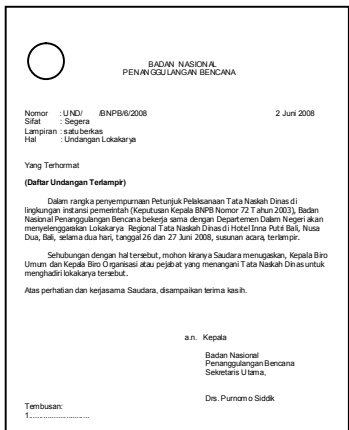 BADAN NASIONAL
PENANGGULANGAN BENCANA
Nomor : UND/ /BNPB/6/2008 2 Juni 2008
Sifat : Segera
Lampiran : satu berkas
Hal : Undangan Lokakarya
Yang Terhormat
(Daftar Undangan Terlampir)
Dalam rangka penyempurnaan Petunjuk Pelaksanaan Tata Naskah Dinas di
lingkungan instansi pemerintah (Keputusan Kepala BNPB Nomor 72 Tahun 2003), Badan
Nasional Penanggulangan Bencana bekerja sama dengan Departemen Dalam Negeri akan
menyelenggarakan Lokakarya Regional Tata Naskah Dinas di Hotel Inna Putri Bali, Nusa
Dua, Bali, selama dua hari, tanggal 26 dan 27 Juni 2008, susunan acara, terlampir.
Sehubungan dengan hal tersebut, mohon kiranya Saudara menugaskan, Kepala Biro
Umum dan Kepala Biro Organisasi atau pejabat yang menangani Tata Naskah Dinas untuk
menghadiri lokakarya tersebut.
Atas perhatian dan kerjasama Saudara, disampaikan terima kasih.
a.n. Kepala
Badan Nasional
Penanggulangan Bencana
Sekretaris Utama,
Drs. Purnomo Siddik
Tembusan:
1............................